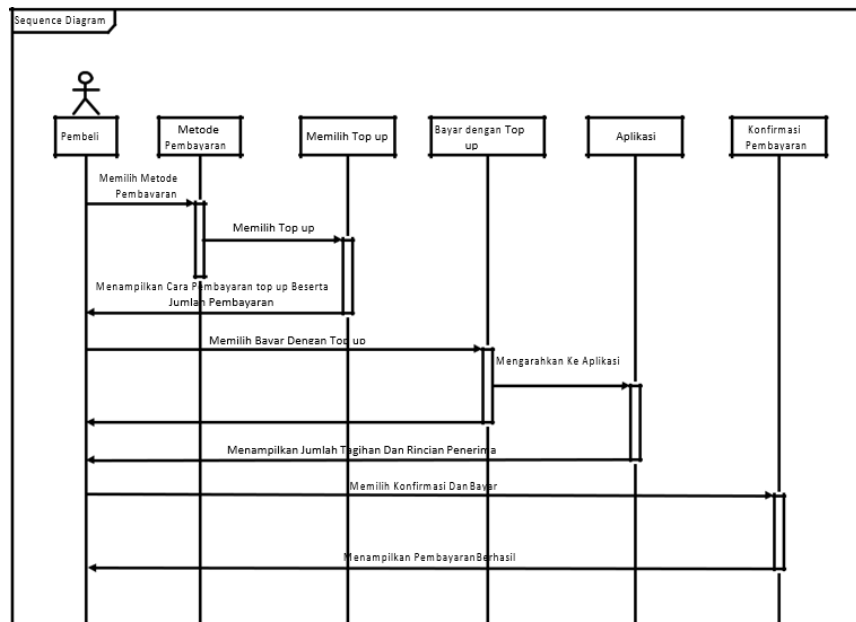 Sequence Diagram
Pembeli
Metode
Pembayaran
Memilih Top up
Bayar dengan Top
up
Aplikasi
Konfirmasi
Pembayaran
Memilih Metode
Pembayaran
Memilih Top up
Menampilkan Cara Pembayaran top up Beserta
Jumlah Pembayaran
Memilih Bayar Dengan Top up
Mengarahkan Ke Aplikasi
Menampilkan Jumlah Tagihan Dan Rincian Penerima
Memilih Konfirmasi Dan Bayar
Menampilkan Pembayaran Berhasil